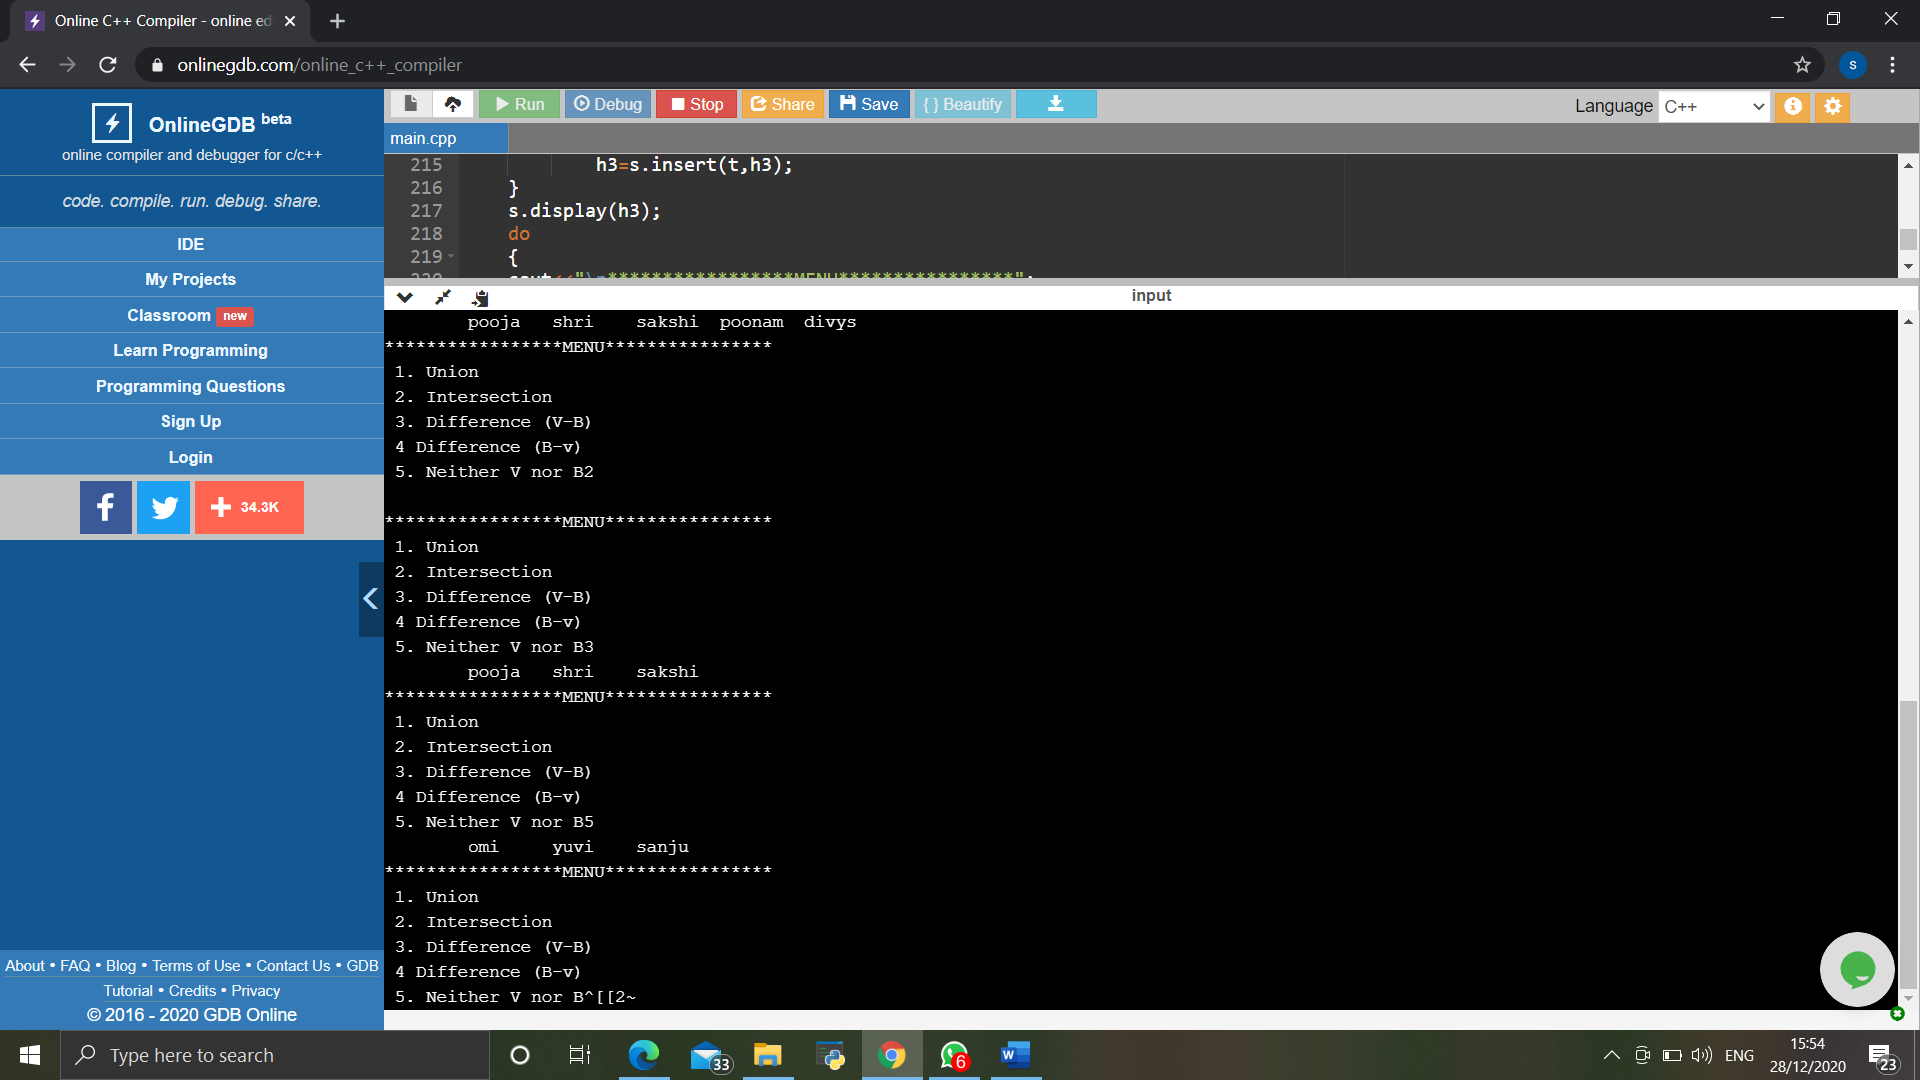 Online C++ Compiler - online ed
onlinegdb.com/online_c++_compiler
s
OnlineGDB beta
online compiler and debugger for c/c++
code. compile. run. debug. share.
IDE
My Projects
Classroom new
Learn Programming
Programming Questions
Sign Up
Login
34.3K
About • FAQ • Blog • Terms of Use • Contact Us • GDB
Tutorial • Credits • Privacy
© 2016 - 2020 GDB Online
Run Debug Stop Share Save { } Beautify
Language C++
main.cpp
215 h3=s.insert(t,h3);
216 }
217 s.display(h3);
218 do
219 {
220 cout<<"\n*****************MENU****************";
input
pooja shri sakshi poonam divys
*****************MENU****************
1. Union
2. Intersection
3. Difference (V-B)
4 Difference (B-v)
5. Neither V nor B2
*****************MENU****************
1. Union
2. Intersection
3. Difference (V-B)
4 Difference (B-v)
5. Neither V nor B3
pooja shri sakshi
*****************MENU****************
1. Union
2. Intersection
3. Difference (V-B)
4 Difference (B-v)
5. Neither V nor B5
omi yuvi sanju
*****************MENU****************
1. Union
2. Intersection
3. Difference (V-B)
4 Difference (B-v)
5. Neither V nor B^[[2~
Type here to search
33
6
W
ENG
15:54
28/12/2020
23